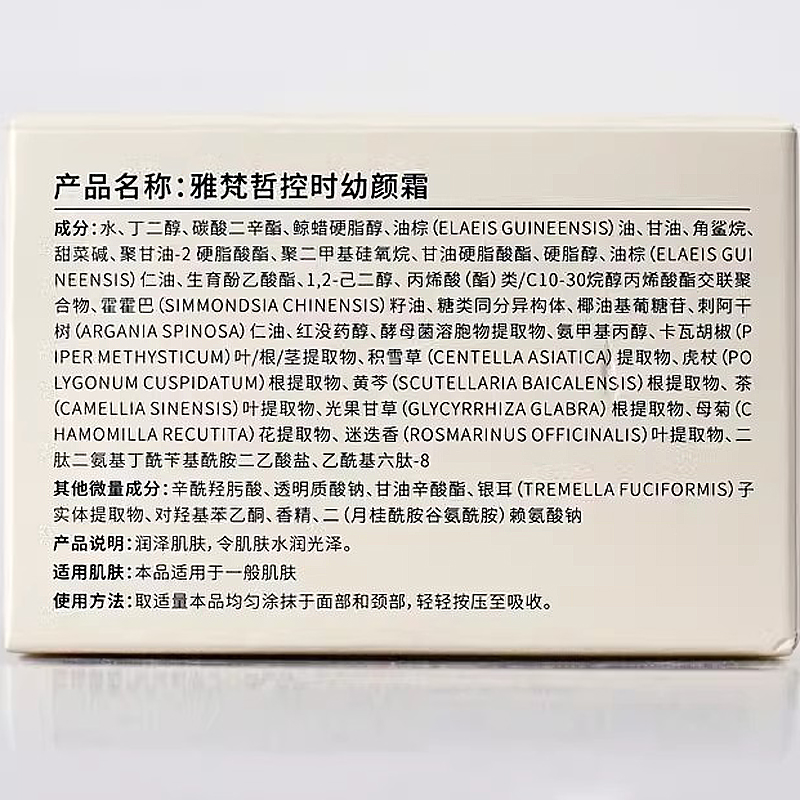 产品名称：雅梵哲控时幼颜霜
成分：水、丁二醇、碳酸二辛酯、鲸蜡硬脂醇、油棕（ELAEIS GUINEENSIS）油、甘油、角鲨烷、
甜菜碱、聚甘油-2 硬脂酸酯、聚二甲基硅氧烷、甘油硬脂酸酯、硬脂醇、油棕（ELAEIS GUI
NEENSIS）仁油、生育酚乙酸酯、1,2-己二醇、丙烯酸（酯）类/C10-30烷醇丙烯酸酯交联聚
合物、霍霍巴（SIMMONDSIA CHINENSIS）籽油、糖类同分异构体、椰油基葡糖苷、刺阿干
树（ARGANIA SPINOSA）仁油、红没药醇、酵母菌溶胞物提取物、氨甲基丙醇、卡瓦胡椒（P
IPER METHYSTICUM）叶/根/茎提取物、积雪草（CENTELLA ASIATICA）提取物、虎杖（PO
LYGONUM CUSPIDATUM）根提取物、黄芩（SCUTELLARIA BAICALENSIS）根提取物、茶
（CAMELLIA SINENSIS）叶提取物、光果甘草（GLYCYRRHIZA GLABRA）根提取物、母菊（C
HAMOMILLA RECUTITA）花提取物、迷迭香（ROSMARINUS OFFICINALIS）叶提取物、二
肽二氨基丁酰苄基酰胺二乙酸盐、乙酰基六肽-8
其他微量成分：辛酰羟肟酸、透明质酸钠、甘油辛酸酯、银耳（TREMELLA FUCIFORMIS）子
实体提取物、对羟基苯乙酮、香精、二（月桂酰胺谷氨酰胺）赖氨酸钠
产品说明：润泽肌肤，令肌肤水润光泽。
适用肌肤：本品适用于一般肌肤
使用方法：取适量本品均匀涂抹于面部和颈部，轻轻按压至吸收。